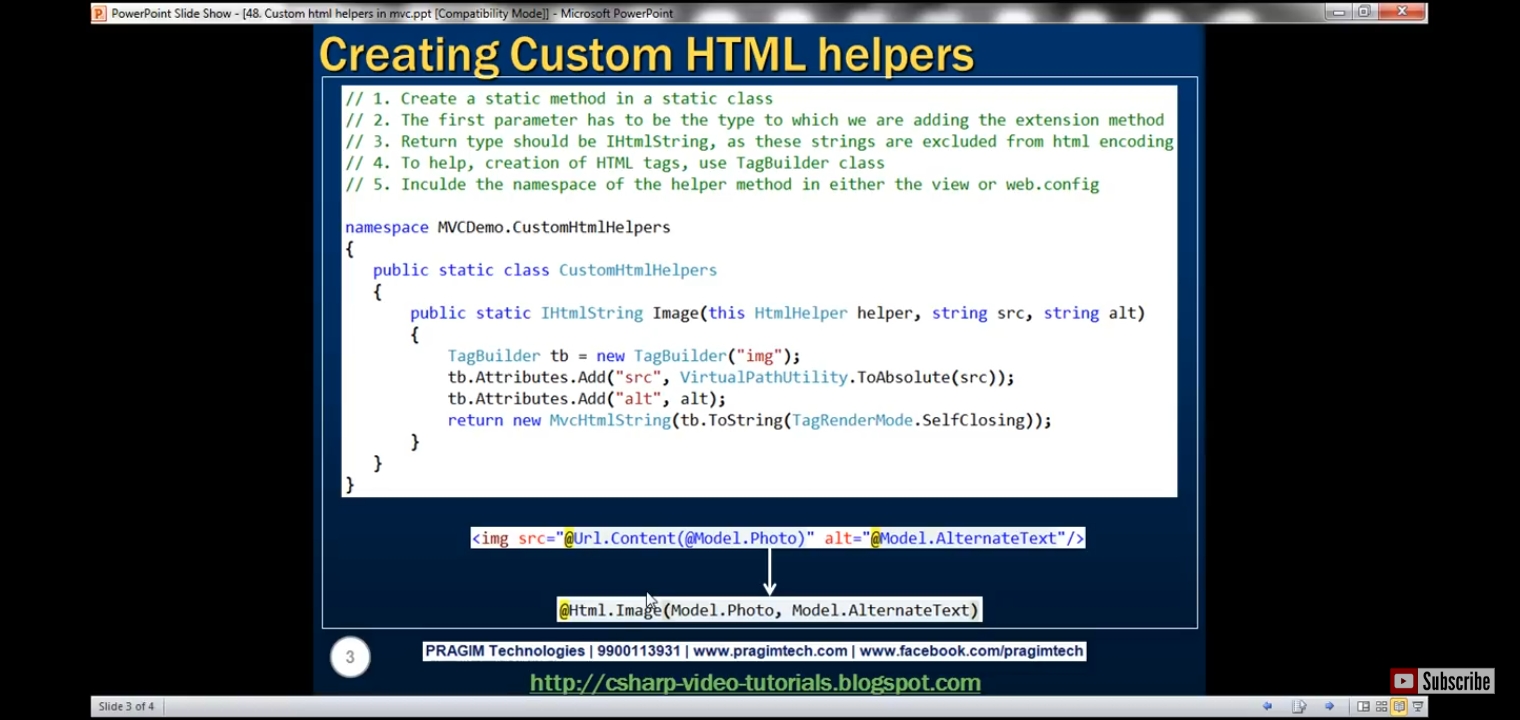 PowerPoint Slide Show - [48. Custom html helpers in mvc.ppt [Compatibility Mode]] - Microsoft PowerPoint
Creating Custom HTML helpers
// 1. Create a static method in a static class
// 2. The first parameter has to be the type to which we are adding the extension method
// 3. Return type should be IHtmlString, as these strings are excluded from html encoding
// 4. To help, creation of HTML tags, use TagBuilder class
// 5. Inculde the namespace of the helper method in either the view or web.config
namespace MVCDemo.CustomHtmlHelpers
{
public static class CustomHtmlHelpers
{
public static IHtmlString Image(this HtmlHelper helper, string src, string alt)
{
TagBuilder tb = new TagBuilder("img");
tb.Attributes.Add("src", VirtualPathUtility.ToAbsolute(src));
tb.Attributes.Add("alt", alt);
return new MvcHtmlString(tb.ToString(TagRenderMode.SelfClosing));
}
}
}
<img src="@Url.Content(@Model.Photo)" alt="@Model.AlternateText"/>
@Html.Image(Model.Photo, Model.AlternateText)
3
PRAGIM Technologies | 9900113931 | www.pragimtech.com | www.facebook.com/pragimtech
http://csharp-video-tutorials.blogspot.com
Subscribe
Slide 3 of 4